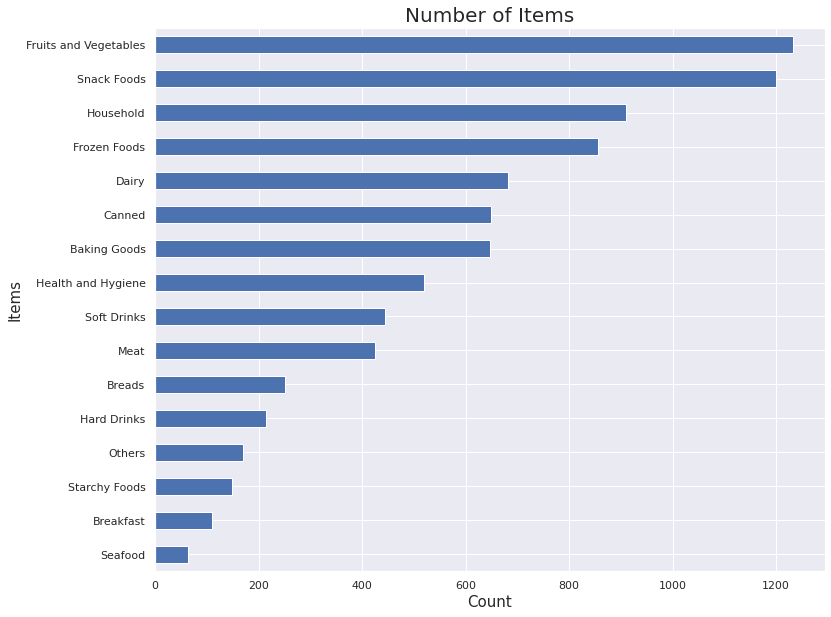 Number of Items
Fruits and Vegetables
Snack Foods
Household
Frozen Foods
Dairy
Canned
Baking Goods
Health and Hygiene
Soft Drinks
Meat
Breads
Hard Drinks
Others
Starchy Foods
Breakfast
Seafood
Items
0 200 400 600 800 1000 1200
Count